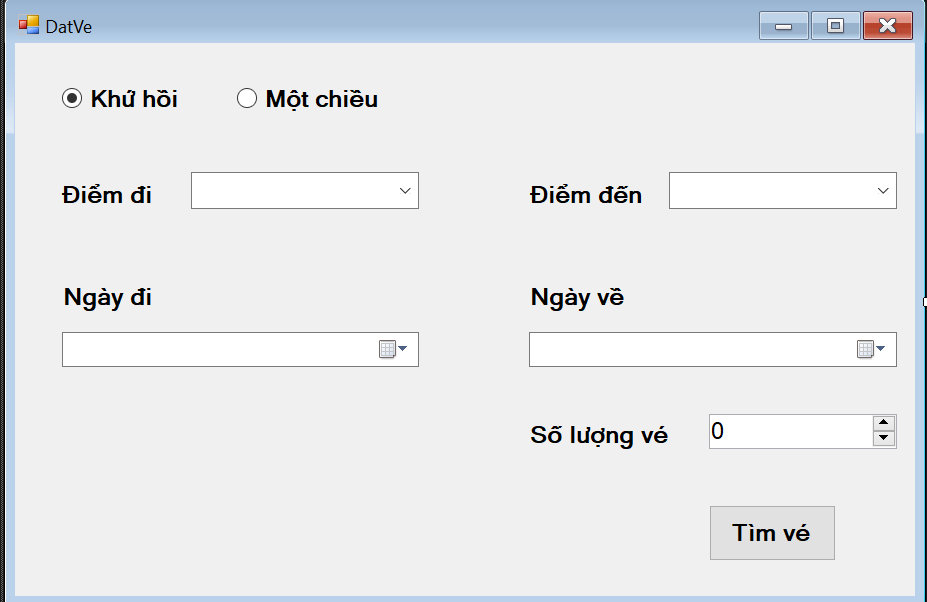 DatVe
Khứ hồi Một chiều
Điểm đi Điểm đến
Ngày đi Ngày về
Số lượng vé 0
Tìm vé